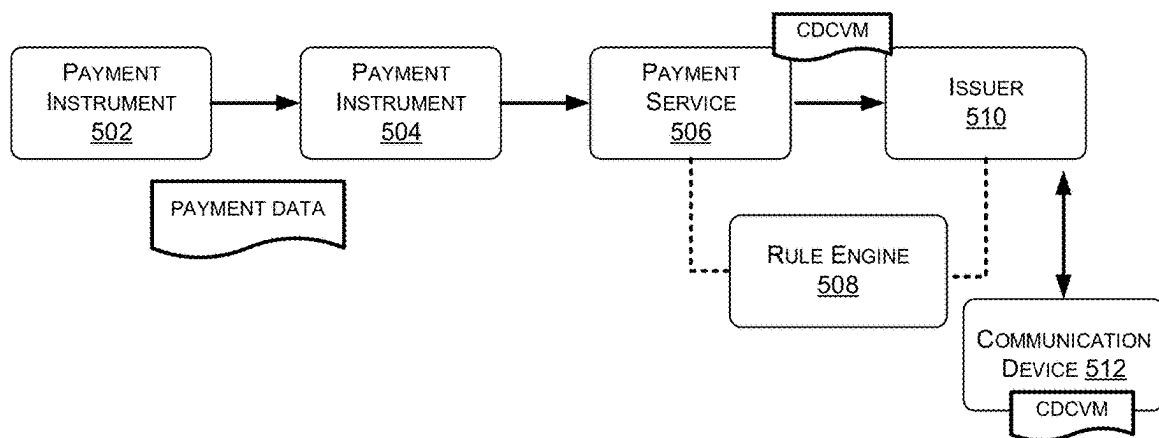 CDCVM
PAYMENT
INSTRUMENT
502
PAYMENT
INSTRUMENT
504
PAYMENT
SERVICE
506
ISSUER
510
PAYMENT DATA
RULE ENGINE
508
COMMUNICATION
DEVICE 512
CDCVM